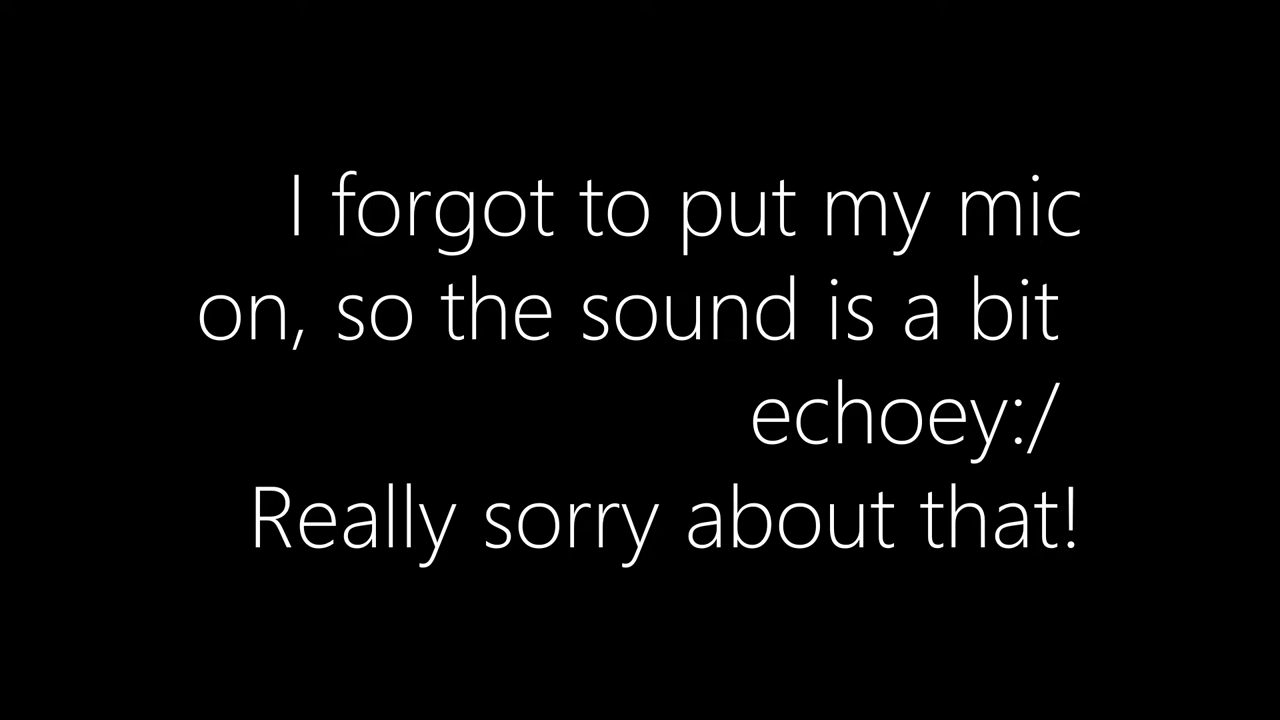 I forgot to put my mic
on, so the sound is a bit
echoey:/
Really sorry about that!